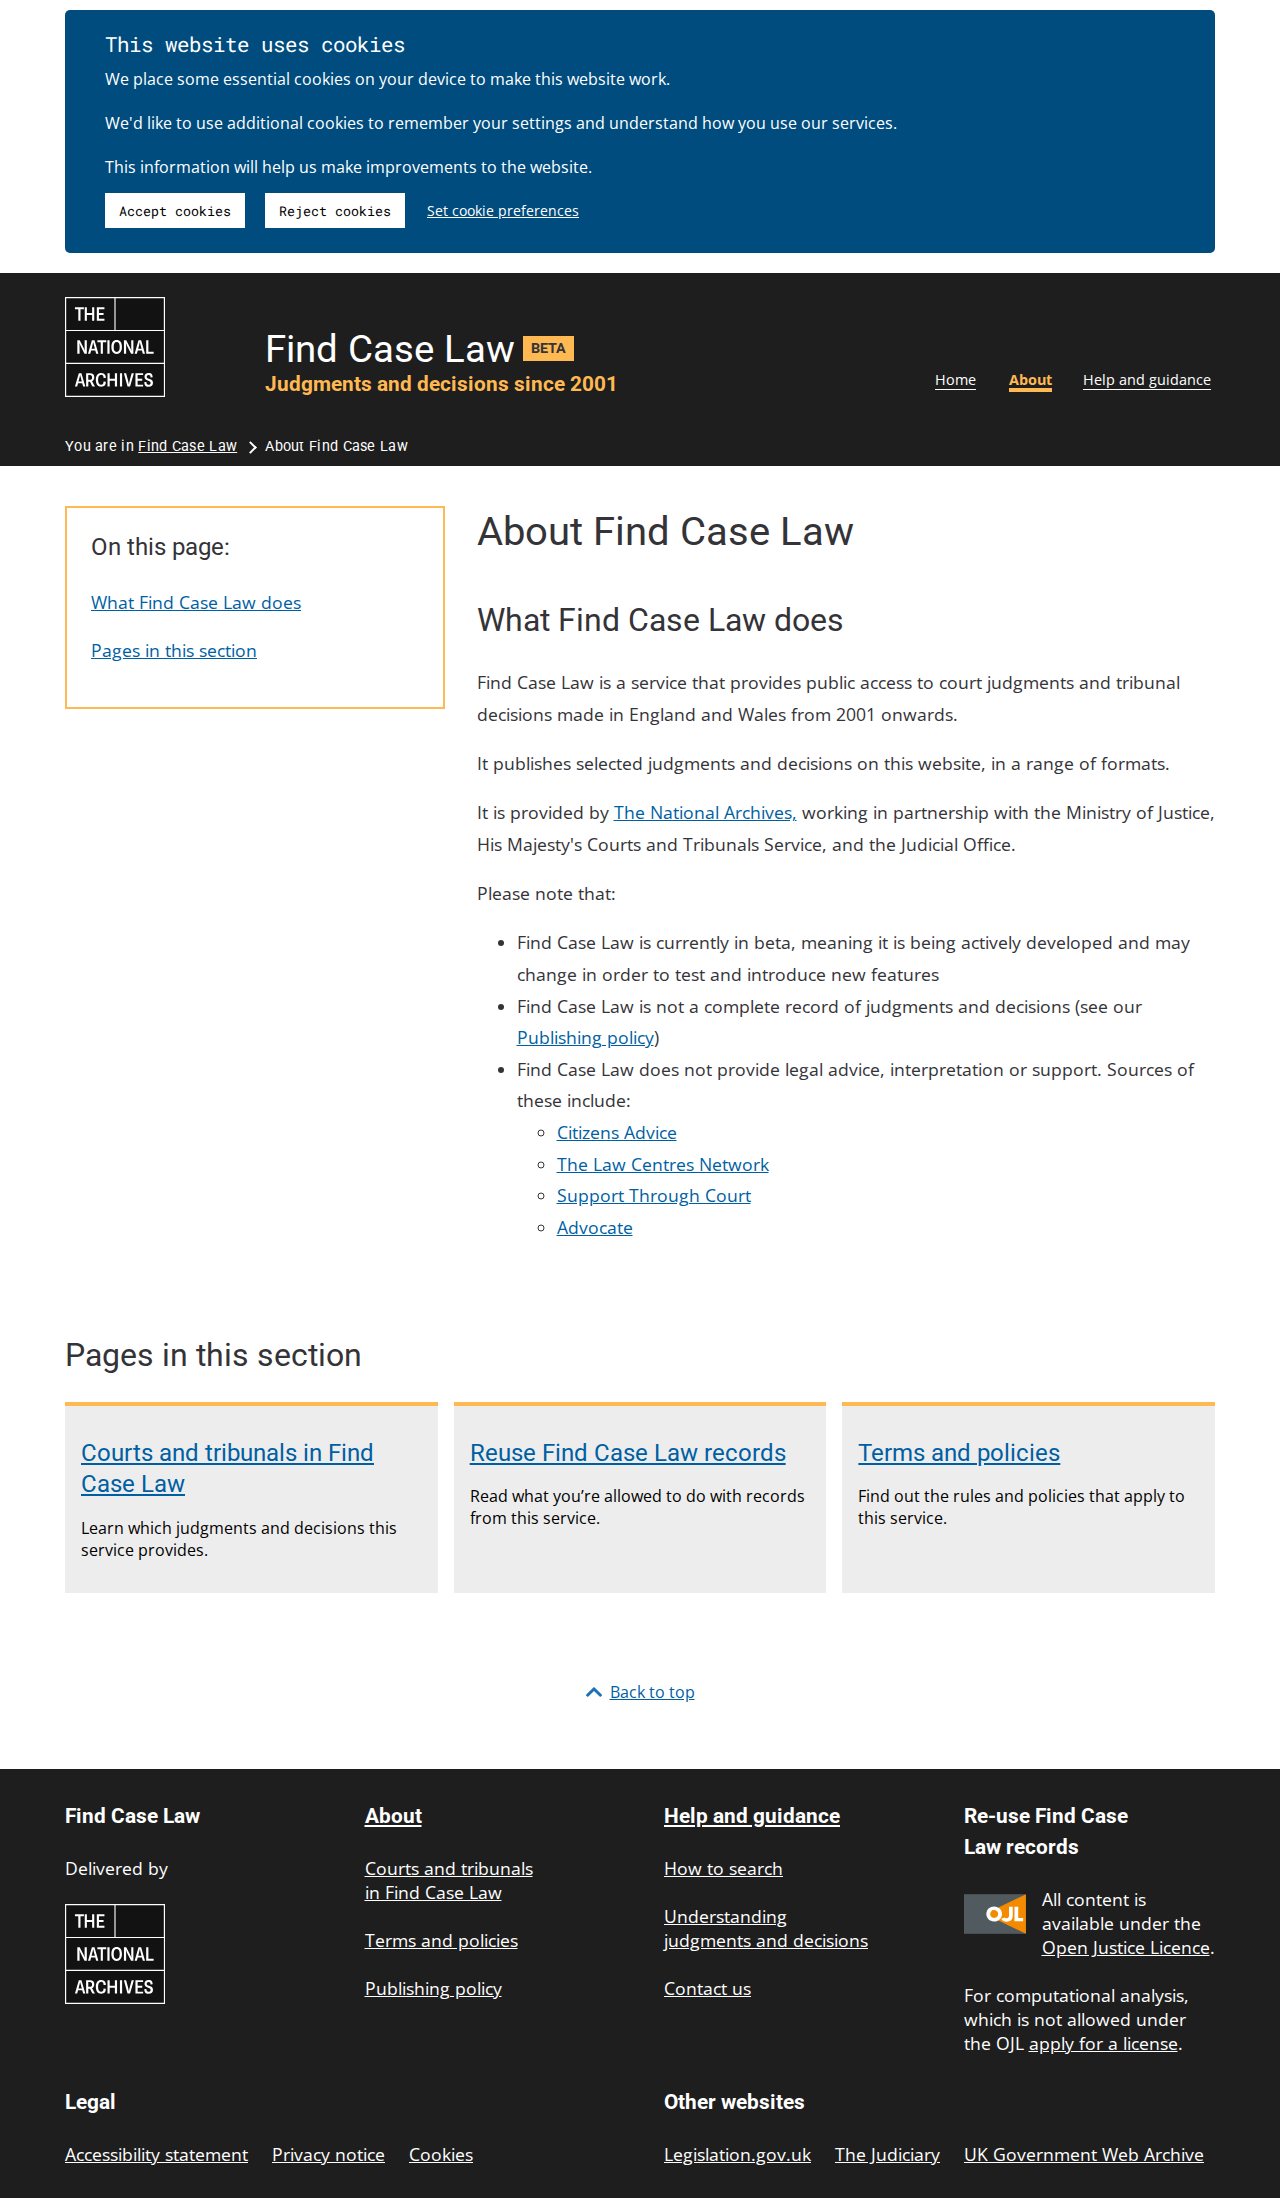 This website uses cookies
We place some essential cookies on your device to make this website work.
We'd like to use additional cookies to remember your settings and understand how you use our services.
This information will help us make improvements to the website.
Accept cookies Reject cookies Set cookie preferences
THE
NATIONAL
ARCHIVES
Find Case Law BETA
Judgments and decisions since 2001
Home About Help and guidance
You are in Find Case Law About Find Case Law
On this page:
What Find Case Law does
Pages in this section
About Find Case Law
What Find Case Law does
Find Case Law is a service that provides public access to court judgments and tribunal
decisions made in England and Wales from 2001 onwards.
It publishes selected judgments and decisions on this website, in a range of formats.
It is provided by The National Archives, working in partnership with the Ministry of Justice,
His Majesty's Courts and Tribunals Service, and the Judicial Office.
Please note that:
• Find Case Law is currently in beta, meaning it is being actively developed and may
change in order to test and introduce new features
• Find Case Law is not a complete record of judgments and decisions (see our
Publishing policy)
• Find Case Law does not provide legal advice, interpretation or support. Sources of
these include:
◦ Citizens Advice
◦ The Law Centres Network
◦ Support Through Court
◦ Advocate
Pages in this section
Courts and tribunals in Find
Case Law
Learn which judgments and decisions this
service provides.
Reuse Find Case Law records
Read what you’re allowed to do with records
from this service.
Terms and policies
Find out the rules and policies that apply to
this service.
Back to top
Find Case Law
Delivered by
THE
NATIONAL
ARCHIVES
About
Courts and tribunals
in Find Case Law
Terms and policies
Publishing policy
Help and guidance
How to search
Understanding
judgments and decisions
Contact us
Re-use Find Case
Law records
OJL
All content is
available under the
Open Justice Licence.
For computational analysis,
which is not allowed under
the OJL apply for a license.
Legal
Accessibility statement Privacy notice Cookies
Other websites
Legislation.gov.uk The Judiciary UK Government Web Archive